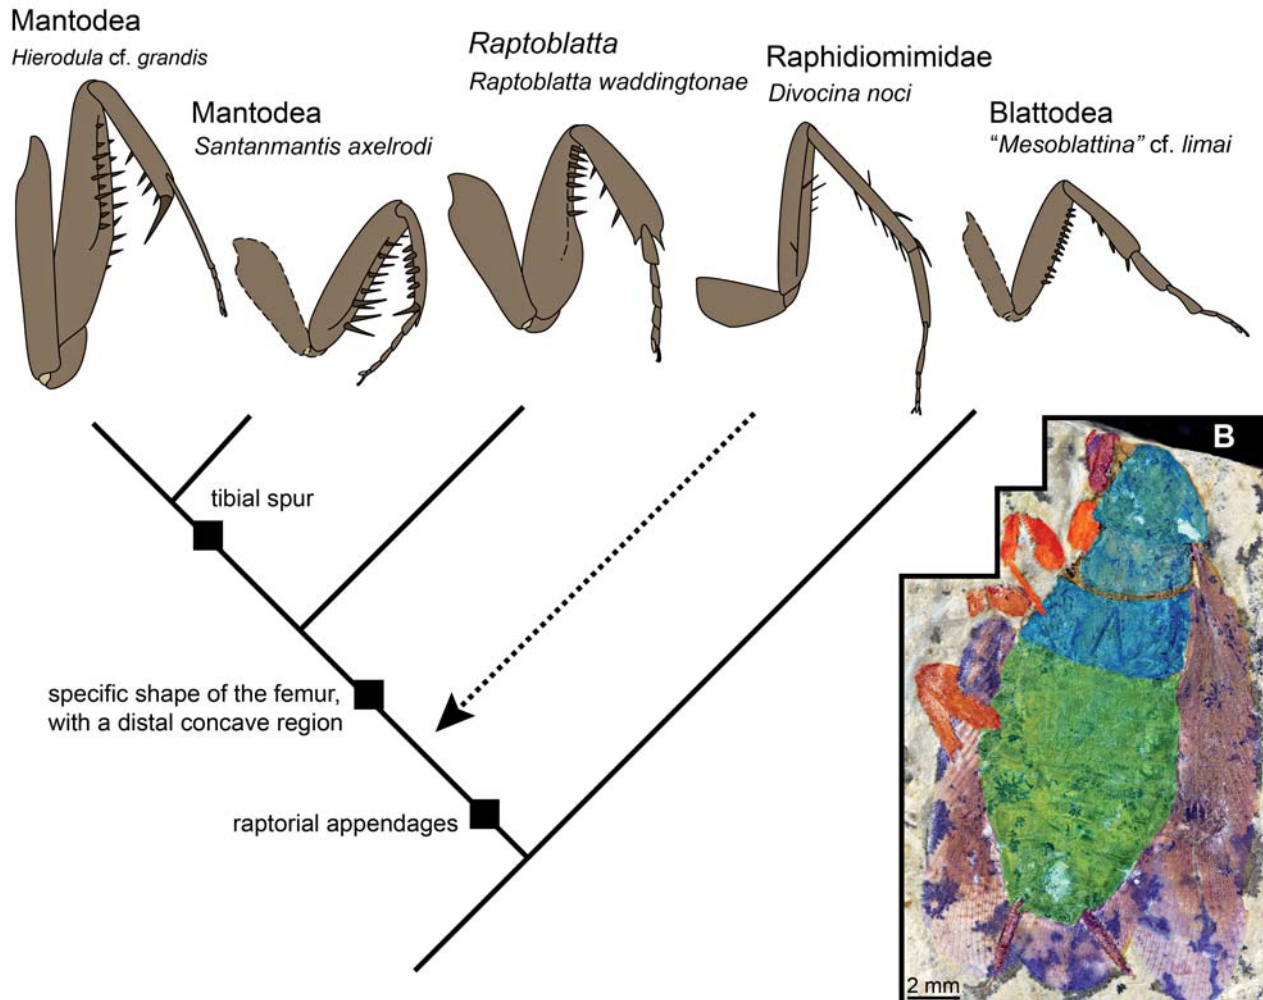 Mantodea
Hierodula cf. grandis
Mantodea
Santanmantis axelrodi
Raptoblatta
Raptoblatta waddingtonae
Raphidiomimidae
Divocina noci
Blattodea
“Mesoblattina” cf. limai
tibial spur
specific shape of the femur,
with a distal concave region
raptorial appendages
B
2 mm